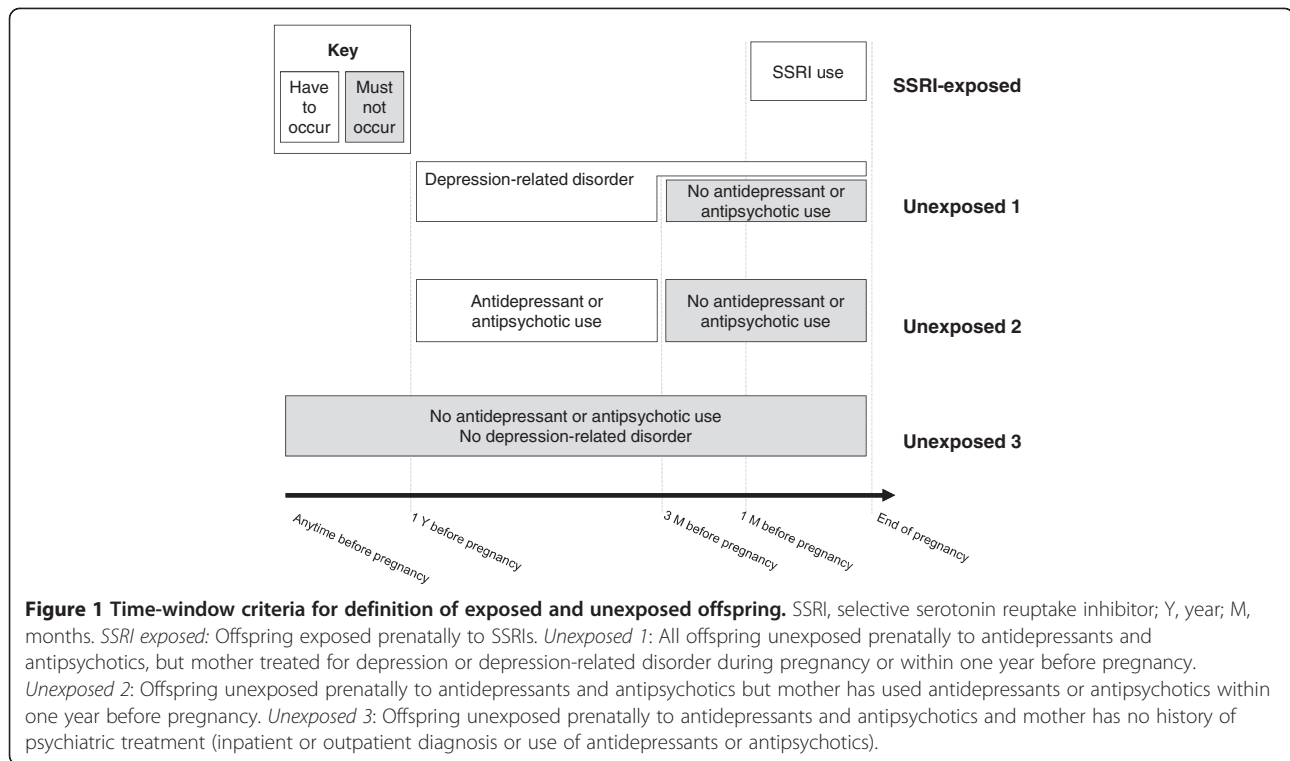 Key
Have
to
occur
Must
not
occur
SSRI use
SSRI-exposed
Depression-related disorder
No antidepressant or
antipsychotic use
Unexposed 1
Antidepressant or
antipsychotic use
No antidepressant or
antipsychotic use
Unexposed 2
No antidepressant or antipsychotic use
No depression-related disorder
Unexposed 3
Anytime before pregnancy
1 Y before pregnancy
3 M before pregnancy
1 M before pregnancy
End of pregnancy
Figure 1 Time-window criteria for definition of exposed and unexposed offspring. SSRI, selective serotonin reuptake inhibitor; Y, year; M,
months. SSRI exposed: Offspring exposed prenatally to SSRIs. Unexposed 1: All offspring unexposed prenatally to antidepressants and
antipsychotics, but mother treated for depression or depression-related disorder during pregnancy or within one year before pregnancy.
Unexposed 2: Offspring unexposed prenatally to antidepressants and antipsychotics but mother has used antidepressants or antipsychotics within
one year before pregnancy. Unexposed 3: Offspring unexposed prenatally to antidepressants and antipsychotics and mother has no history of
psychiatric treatment (inpatient or outpatient diagnosis or use of antidepressants or antipsychotics).